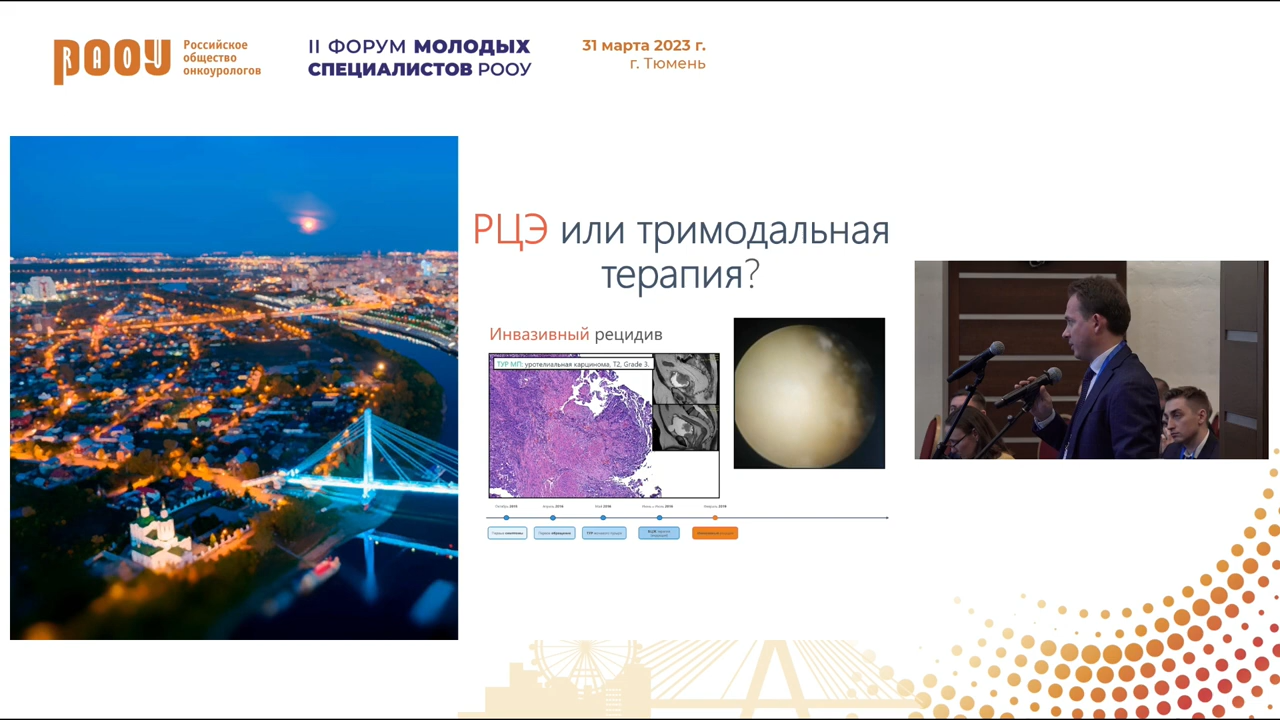 РООУ
RAOU
Российское
общество
онкоурологов
II ФОРУМ МОЛОДЫХ
СПЕЦИАЛИСТОВ РООУ
31 марта 2023 г.
г. Тюмень
РЦЭ или тримодальная
терапия?
Инвазивный рецидив
ТУР МП: уротелиальная карцинома, T2, Grade 3.